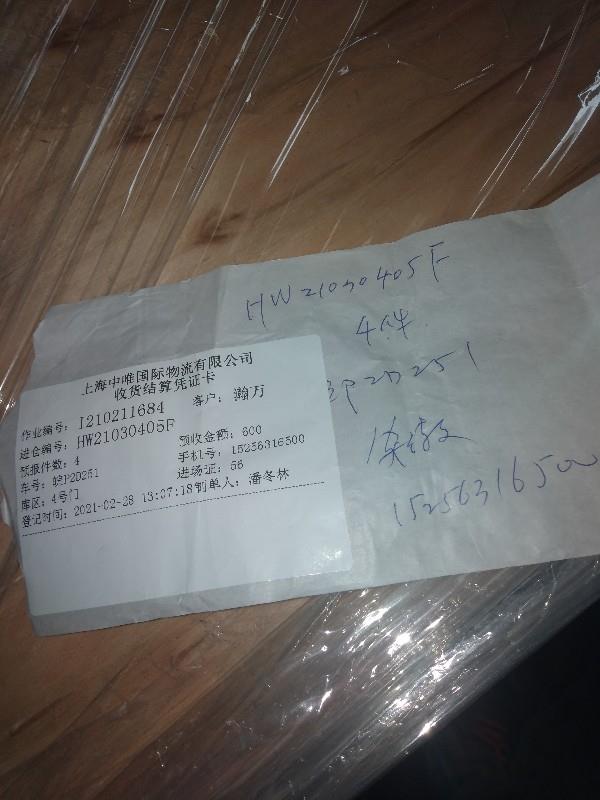 HW21030405F
4件
皖P2D251
15256316500
上海中唯国际物流有限公司
收货结算凭证卡
作业编号: I210211684 客户: 瀚万
进仓编号: HW21030405F
预报件数: 4 预收金额: 600
车号: 皖P2D251 手机号: 15256316500
库区: 4号门 进场证: 56
登记时间: 2021-02-28 13:07:18 制单人: 潘冬林